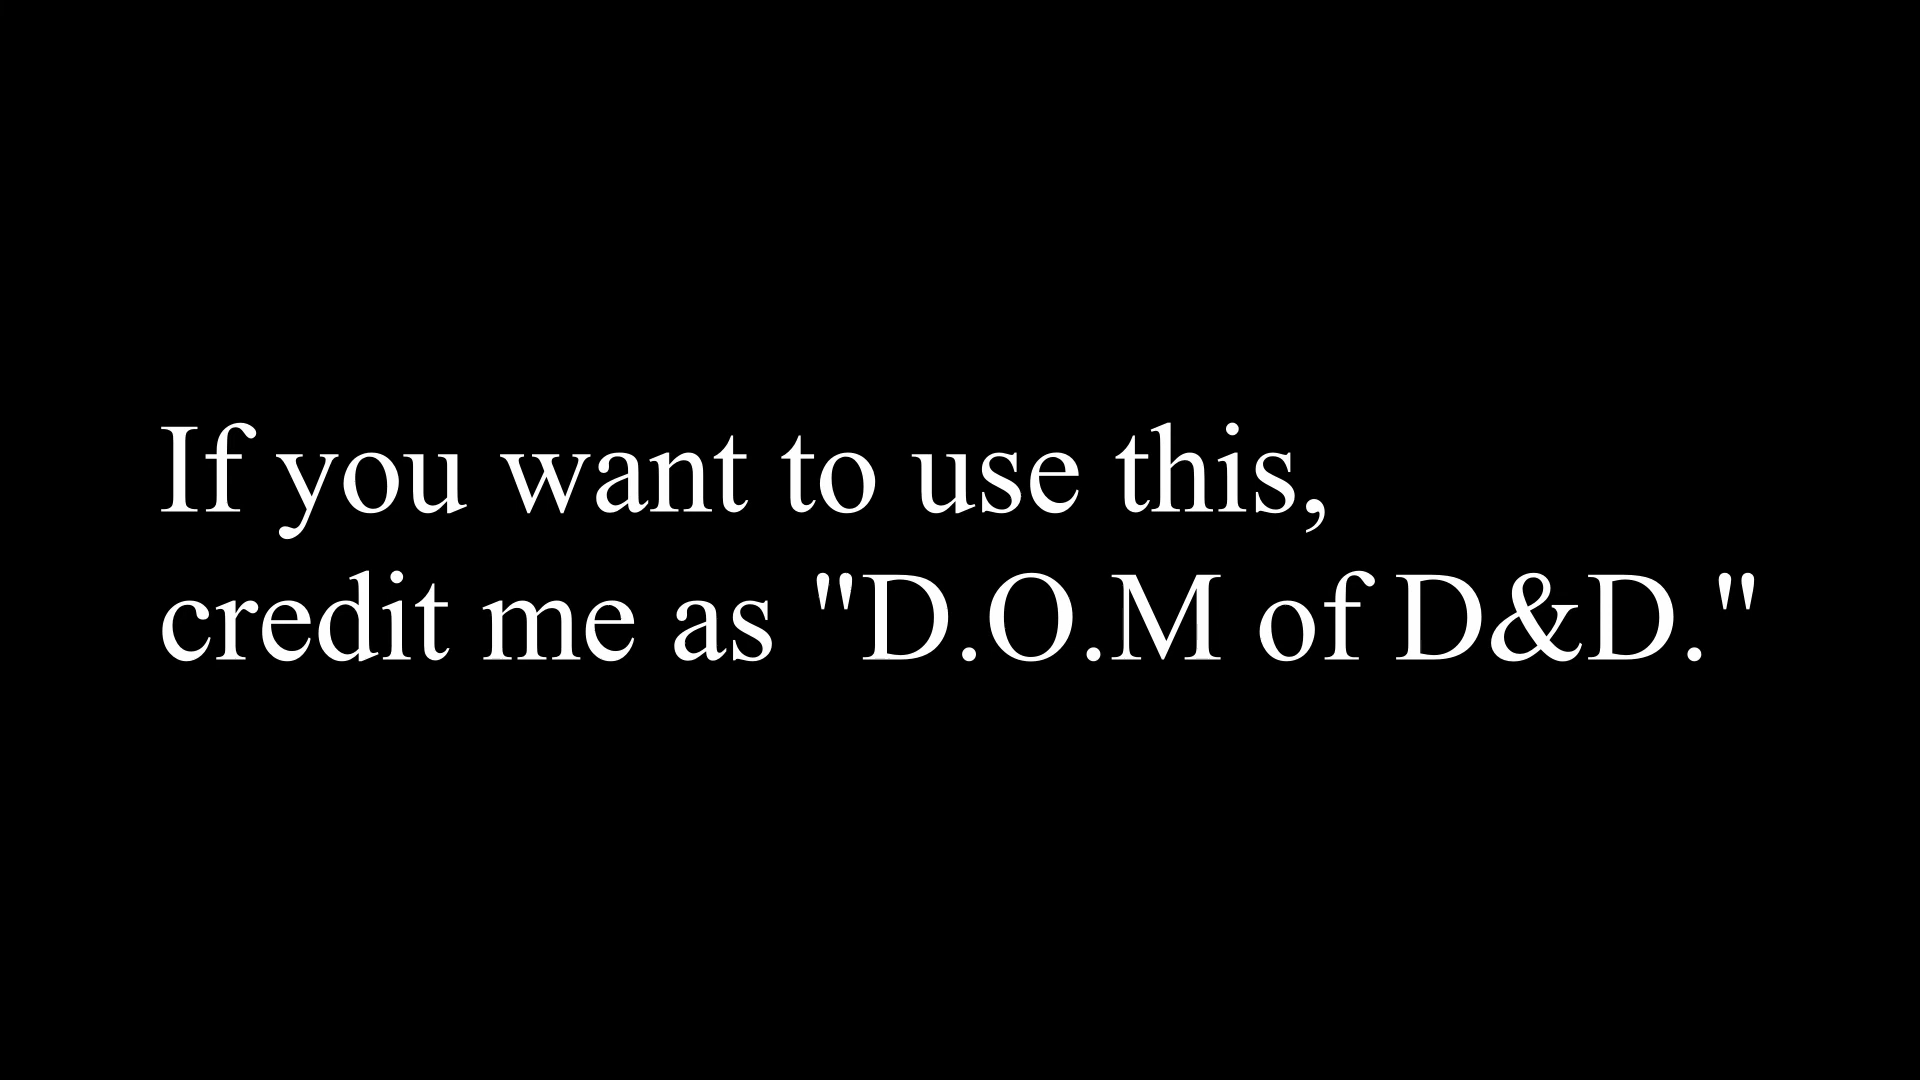 If you want to use this,
credit me as "D.O.M of D&D."